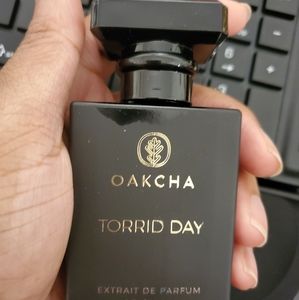 OAKCHA
TORRID DAY
EXTRAIT DE PARFUM